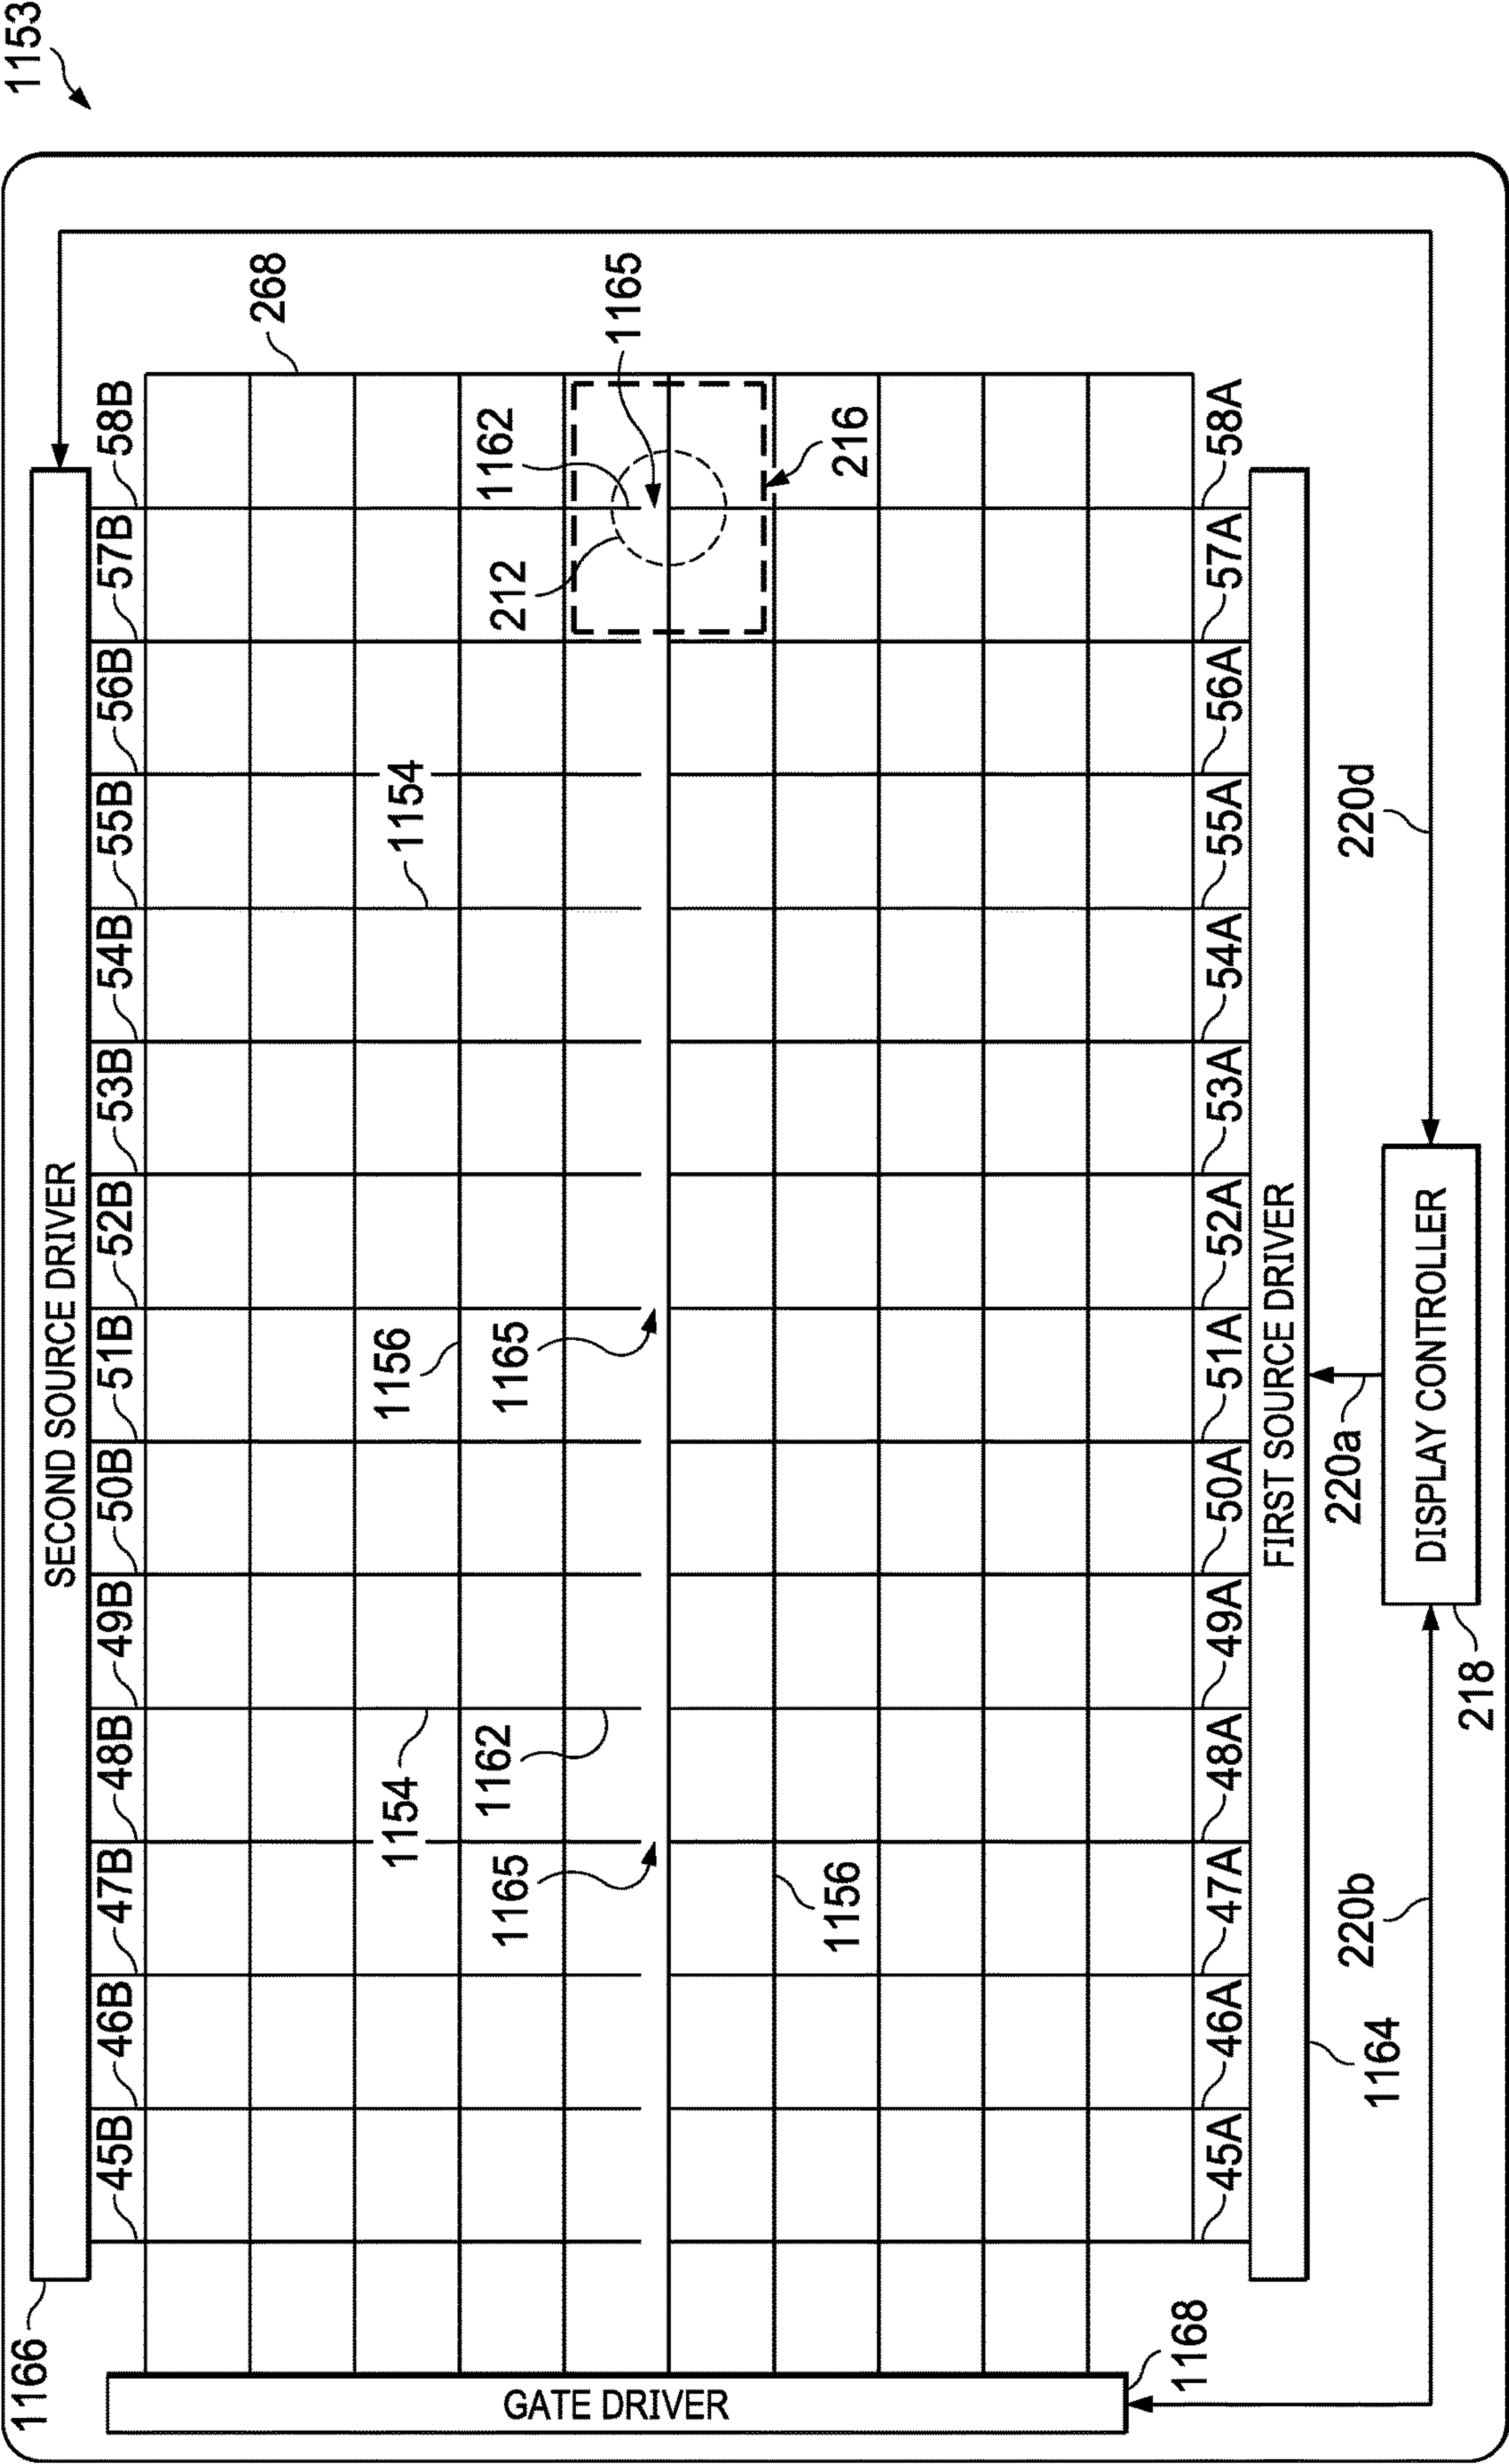 1153
1166
SECOND SOURCE DRIVER
45B
46B
47B
48B
49B
50B
51B
52B
53B
54B
55B
56B
57B
58B
268
1154
1156
1154
1162
1165
1162
1165
1165
212
216
1156
45A
46A
47A
48A
49A
50A
51A
52A
53A
54A
55A
56A
57A
58A
GATE DRIVER
1168
FIRST SOURCE DRIVER
1164
220b
220a
220d
218
DISPLAY CONTROLLER